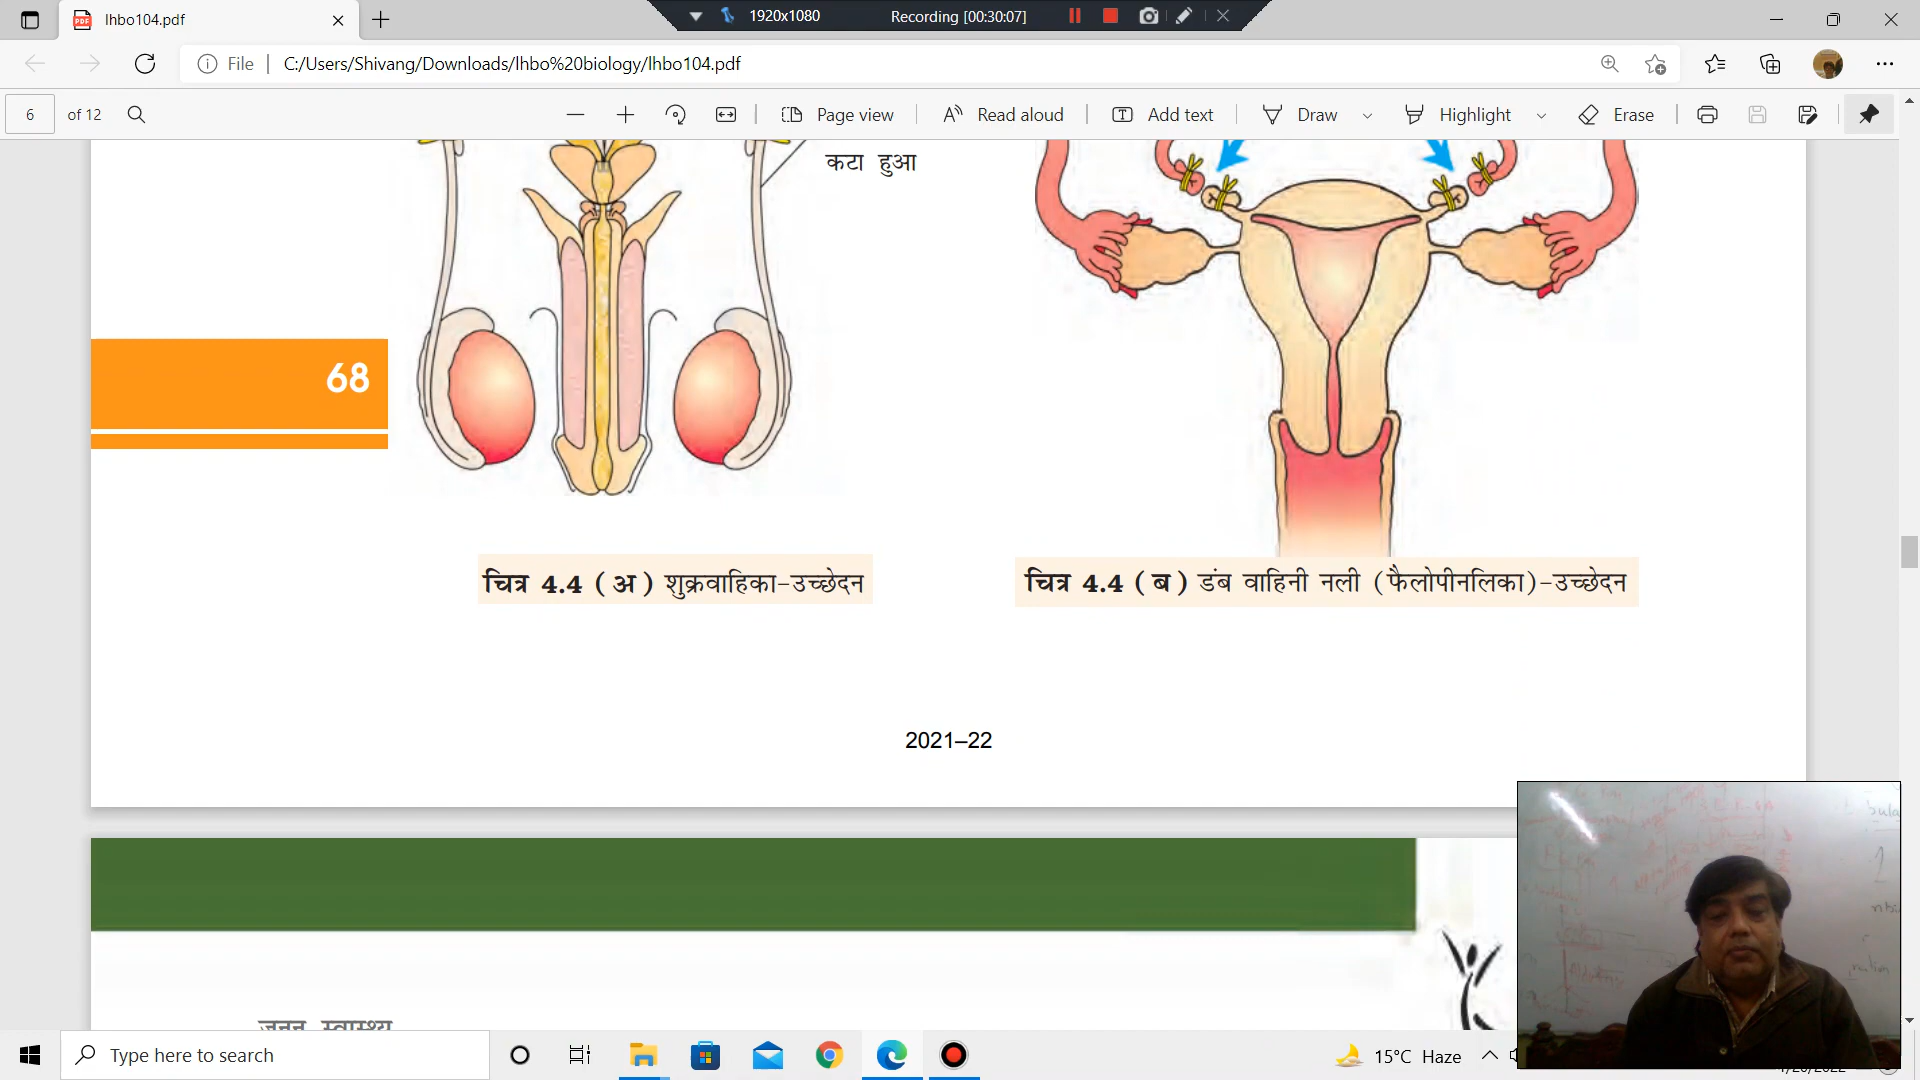 lhbo104.pdf
1920x1080
Recording [00:30:07]
File
C:/Users/Shivang/Downloads/lhbo%20biology/lhbo104.pdf
6 of 12
Page view
Read aloud
Add text
Draw
Highlight
Erase
कटा हुआ
68
चित्र 4.4 (अ) शुक्रवाहिका-उच्छेदन
चित्र 4.4 (ब) डिंब वाहिनी नली (फैलोपीनलिका)-उच्छेदन
2021–22
जनन स्वास्थ्य
Type here to search
15°C Haze